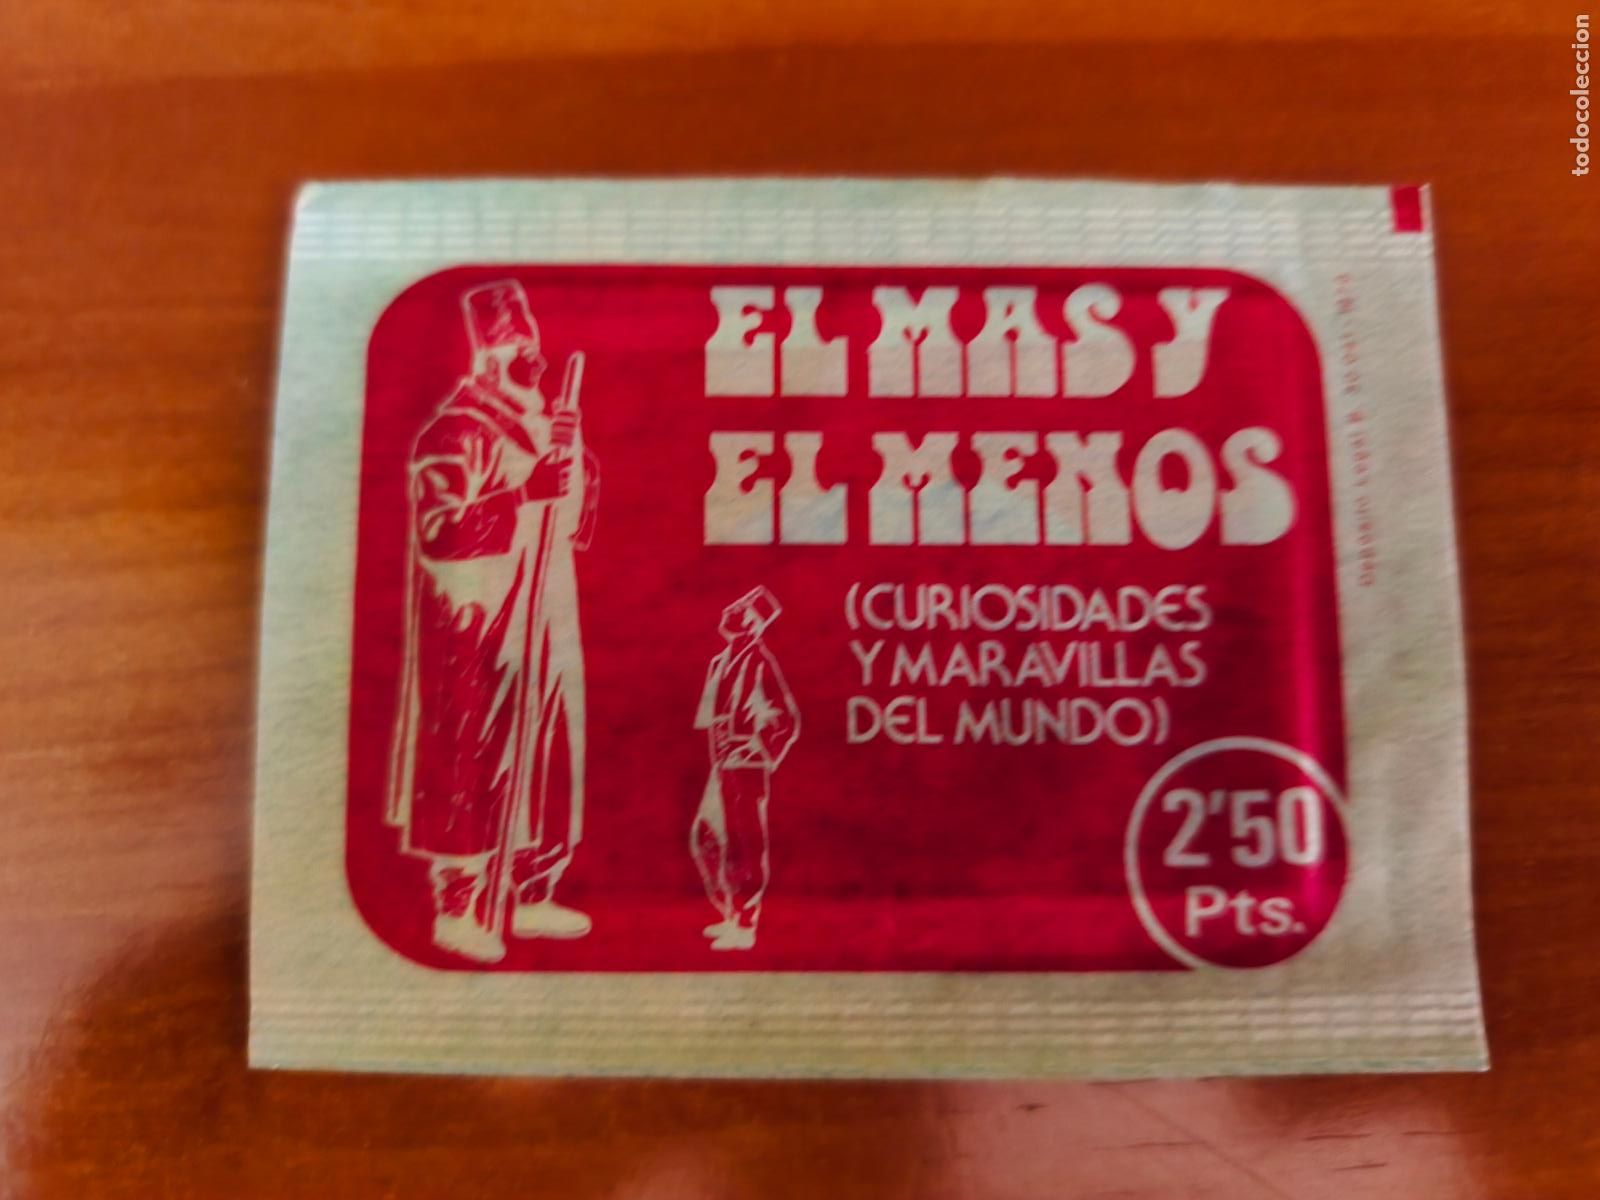 EL MAS Y
EL MENOS
(CURIOSIDADES
Y MARAVILLAS
DEL MUNDO)
2'50
Pts.
todocoleccion